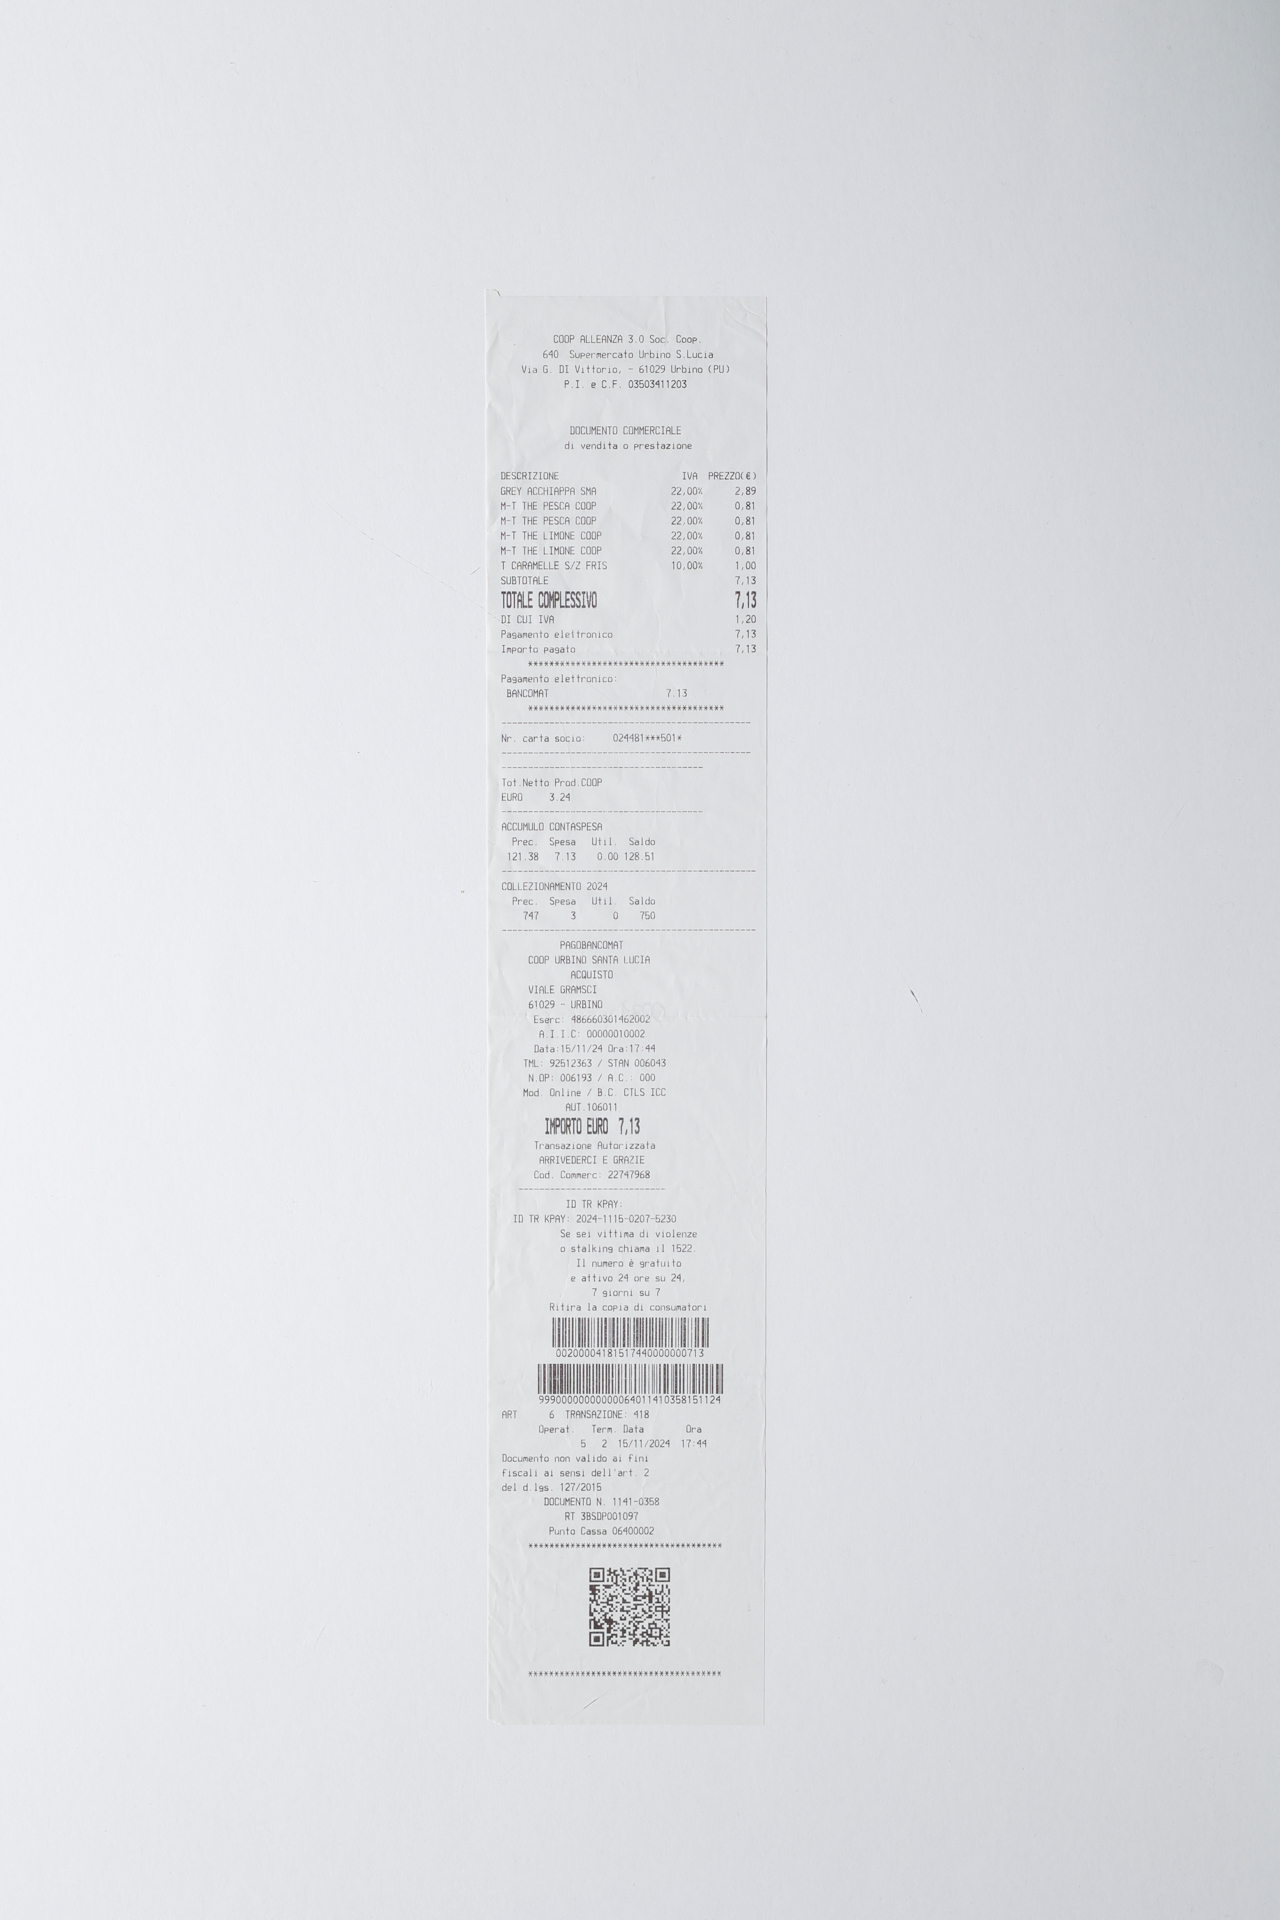 COOP ALLEANZA 3.0 Soc. Coop.
640 Supermercato Urbino S.Lucia
Via G. DI Vittorio, - 61029 Urbino (PU)
P.I. e C.F. 03503411203
DOCUMENTO COMMERCIALE
di vendita o prestazione
DESCRIZIONE IVA PREZZO(€)
GREY ACCHIAPPA SMA 22,00% 2,89
M-T THE PESCA COOP 22,00% 0,81
M-T THE PESCA COOP 22,00% 0,81
M-T THE LIMONE COOP 22,00% 0,81
M-T THE LIMONE COOP 22,00% 0,81
T CARAMELLE S/Z FRIS 10,00% 1,00
SUBTOTALE 7,13
TOTALE COMPLESSIVO 7,13
DI CUI IVA 1,20
Pagamento elettronico 7,13
Importo pagato 7,13
*************************************
Pagamento elettronico:
BANCOMAT 7.13
*************************************
-----------------------------------------------
Nr. carta socio: 024481***501*
-----------------------------------------------
--------------------------------------
Tot.Netto Prod.COOP
EURO 3.24
--------------------------------------
ACCUMULO CONTASPESA
Prec. Spesa Util. Saldo
121.38 7.13 0.00 128.51
------------------------------------------------
COLLEZIONAMENTO 2024
Prec. Spesa Util. Saldo
747 3 0 750
------------------------------------------------
PAGOBANCOMAT
COOP URBINO SANTA LUCIA
ACQUISTO
VIALE GRAMSCI
61029 - URBINO
Eserc: 486660301462002
A.I.I.C: 00000010002
Data:15/11/24 Ora:17:44
TML: 92512363 / STAN 006043
N.OP: 006193 / A.C.: 000
Mod. Online / B.C. CTLS ICC
AUT.106011
IMPORTO EURO 7,13
Transazione Autorizzata
ARRIVEDERCI E GRAZIE
Cod. Commerc: 22747968
----------------------------
ID TR KPAY:
ID TR KPAY: 2024-1115-0207-5230
Se sei vittima di violenze
o stalking chiama il 1522.
Il numero è gratuito
e attivo 24 ore su 24,
7 giorni su 7
Ritira la copia di consumatori
0020000418151744000000713
99900000000000064011410358151124
ART 6 TRANSAZIONE: 418
Operat. Term. Data Ora
5 2 15/11/2024 17:44
Documento non valido ai fini
fiscali ai sensi dell'art. 2
del d.lgs. 127/2015
DOCUMENTO N. 1141-0358
RT 3BSDP001097
Punto Cassa 06400002
*************************************
*************************************